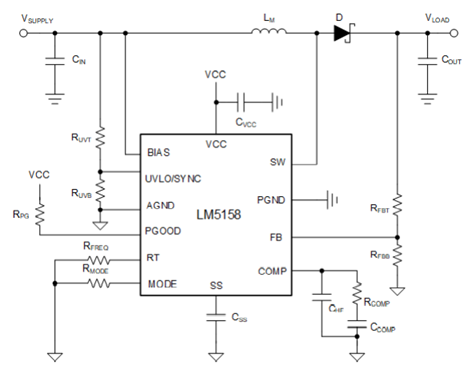 VSUPPLY
LM
D
VLOAD
CIN
COUT
VCC
CVCC
RUVT
VCC
BIAS
SW
UVLO/SYNC
VCC
RUVB
PGND
RFBT
AGND
LM5158
RPG
PGOOD
FB
RFREQ
RFBB
RT
COMP
RMODE
MODE
SS
CHF
RCOMP
CSS
CCOMP